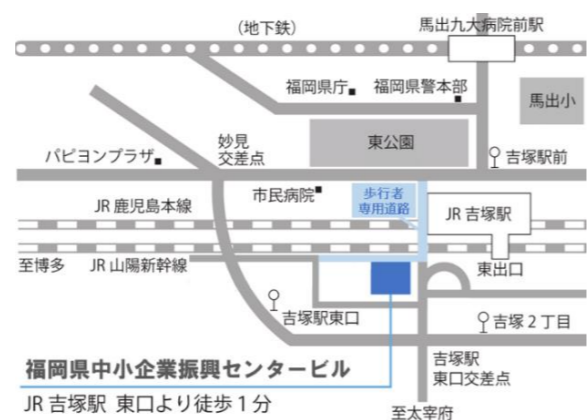 (地下鉄)
馬出九大病院前駅
福岡県庁
福岡県警本部
馬出小
妙見
交差点
東公園
パピヨンプラザ
吉塚駅前
市民病院
歩行者
専用道路
JR 鹿児島本線
JR 吉塚駅
至博多
JR 山陽新幹線
東出口
吉塚駅東口
吉塚2丁目
福岡県中小企業振興センタービル
吉塚駅
東口交差点
JR 吉塚駅 東口より徒歩1分
至太宰府